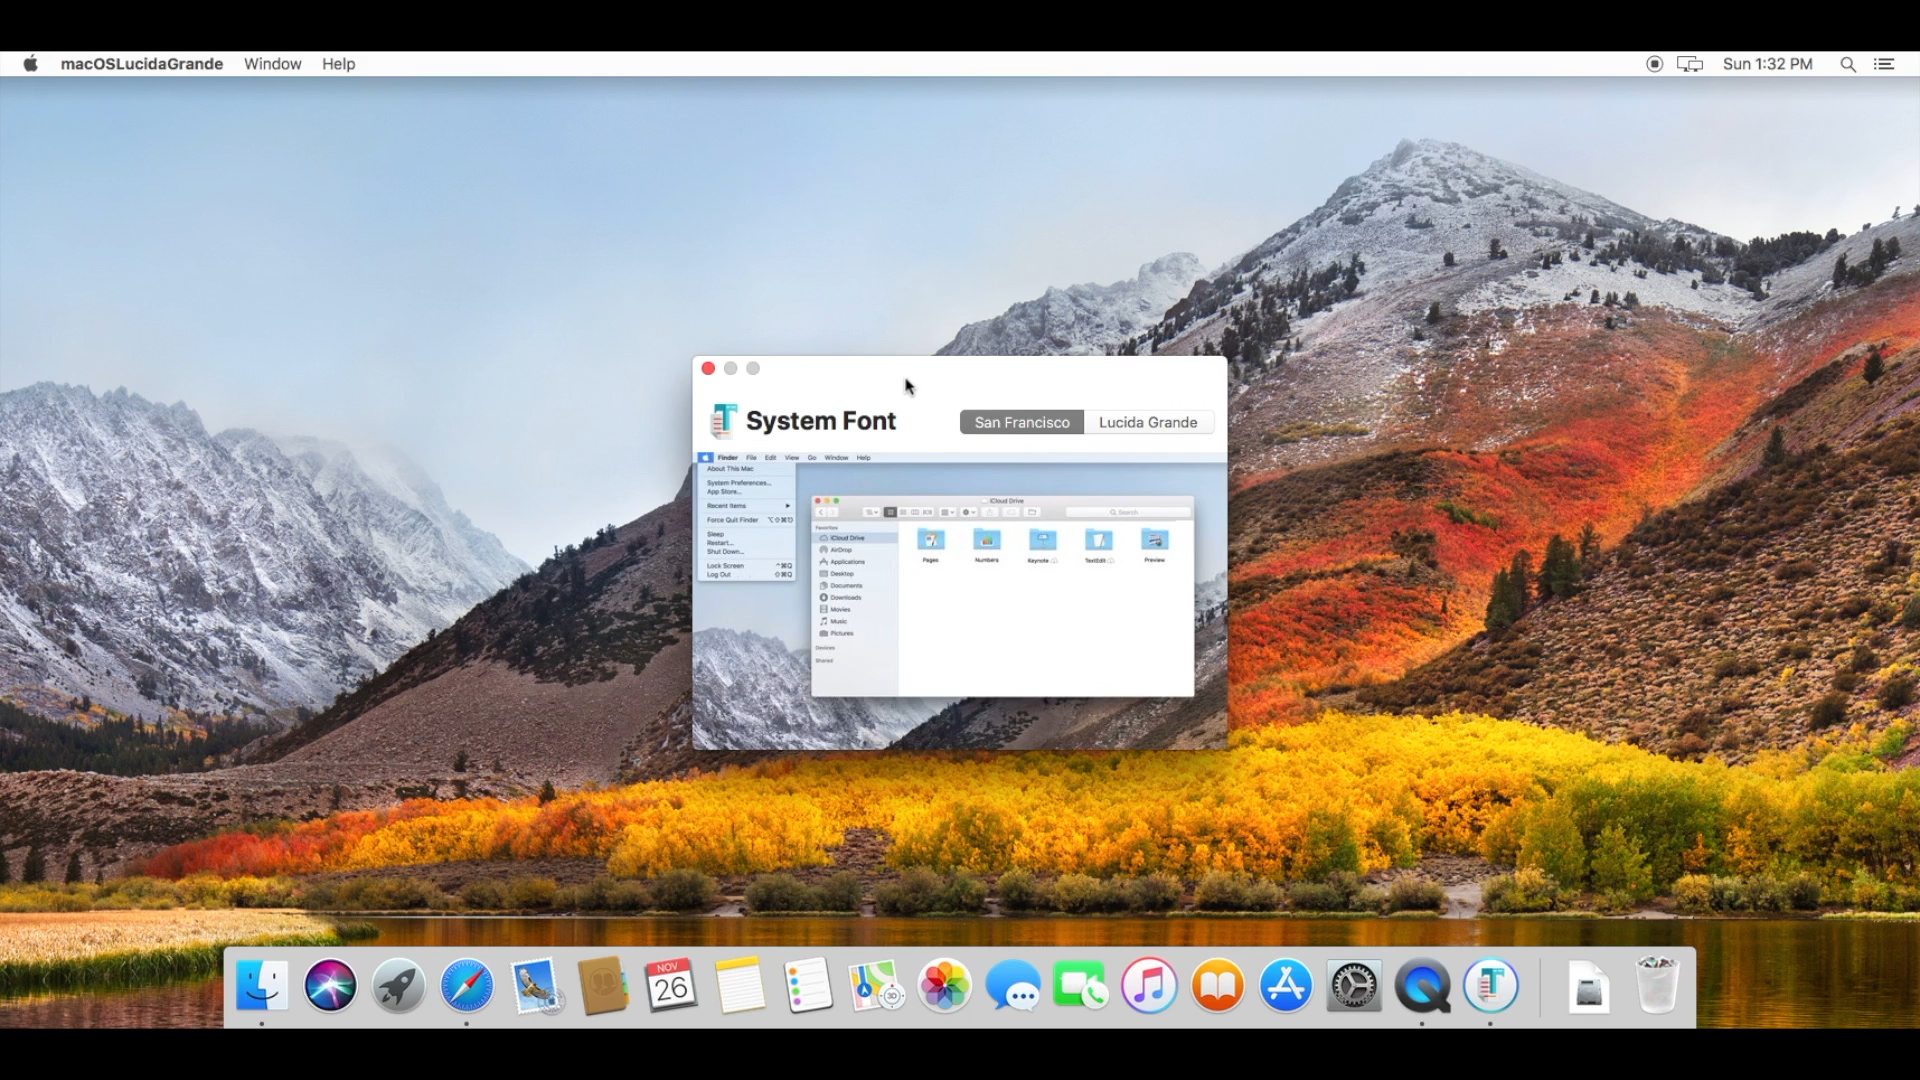 macOSLucidaGrande Window Help Sun 1:32 PM
System Font San Francisco Lucida Grande
Finder File Edit View Go Window Help
About This Mac
System Preferences...
App Store...
Recent Items
Force Quit Finder ⌥⇧⌘⎋
Sleep
Restart...
Shut Down...
Lock Screen ^⌘Q
Log Out ⇧⌘Q
iCloud Drive
Search
Favorites
iCloud Drive
AirDrop
Applications
Desktop
Documents
Downloads
Movies
Music
Pictures
Devices
Shared
Pages Numbers Keynote TextEdit Preview
NOV
26
3D